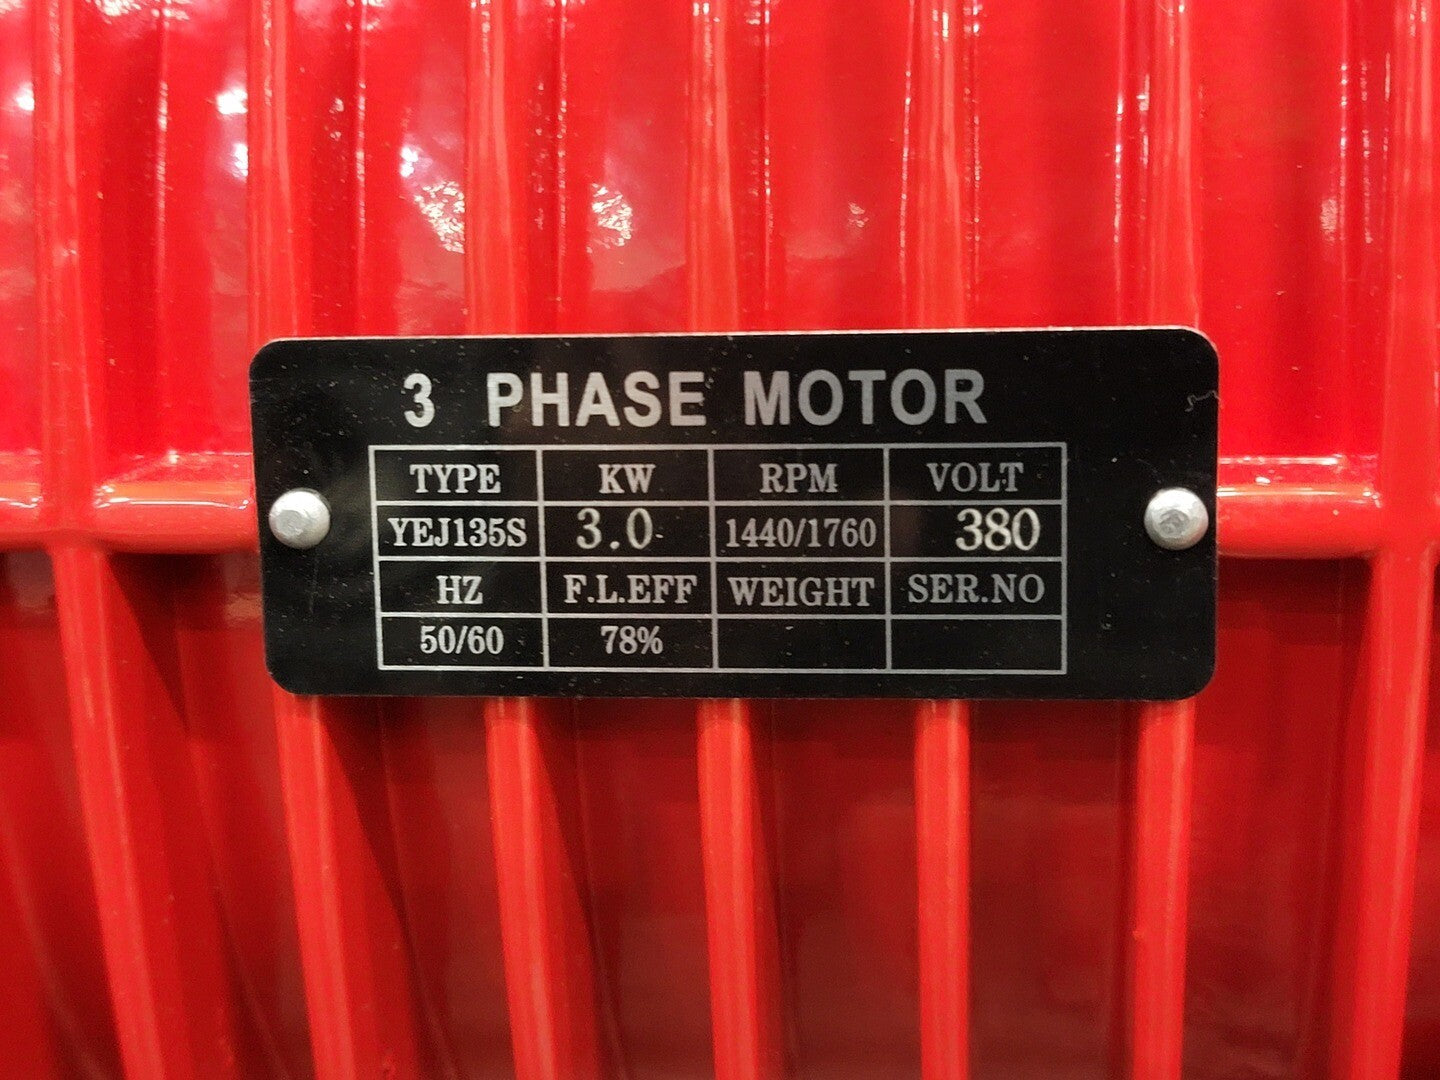 3 PHASE MOTOR
TYPE KW RPM VOLT
YEJ135S 3.0 1440/1760 380
HZ F.L.EFF WEIGHT SER.NO
50/60 78%